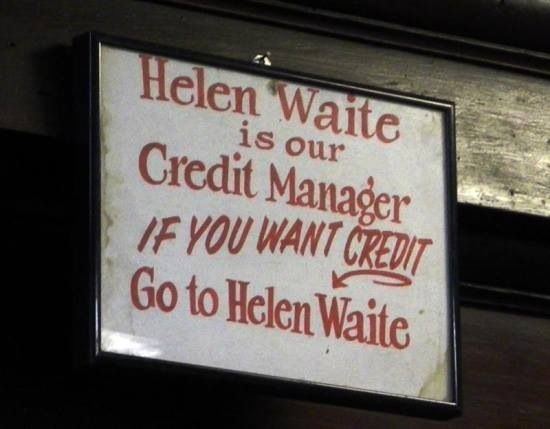 Helen Waite
is our
Credit Manager
IF YOU WANT CREDIT
Go to Helen Waite